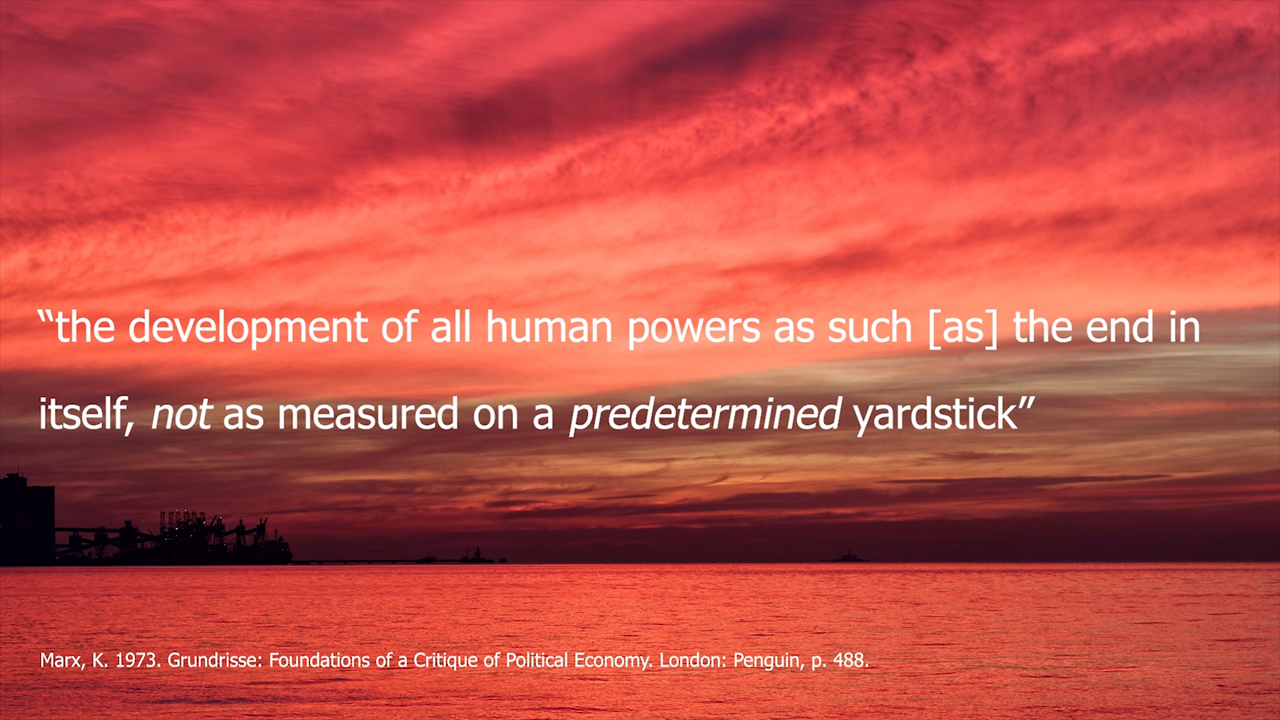 “the development of all human powers as such [as] the end in
itself, not as measured on a predetermined yardstick”
Marx, K. 1973. Grundrisse: Foundations of a Critique of Political Economy. London: Penguin, p. 488.